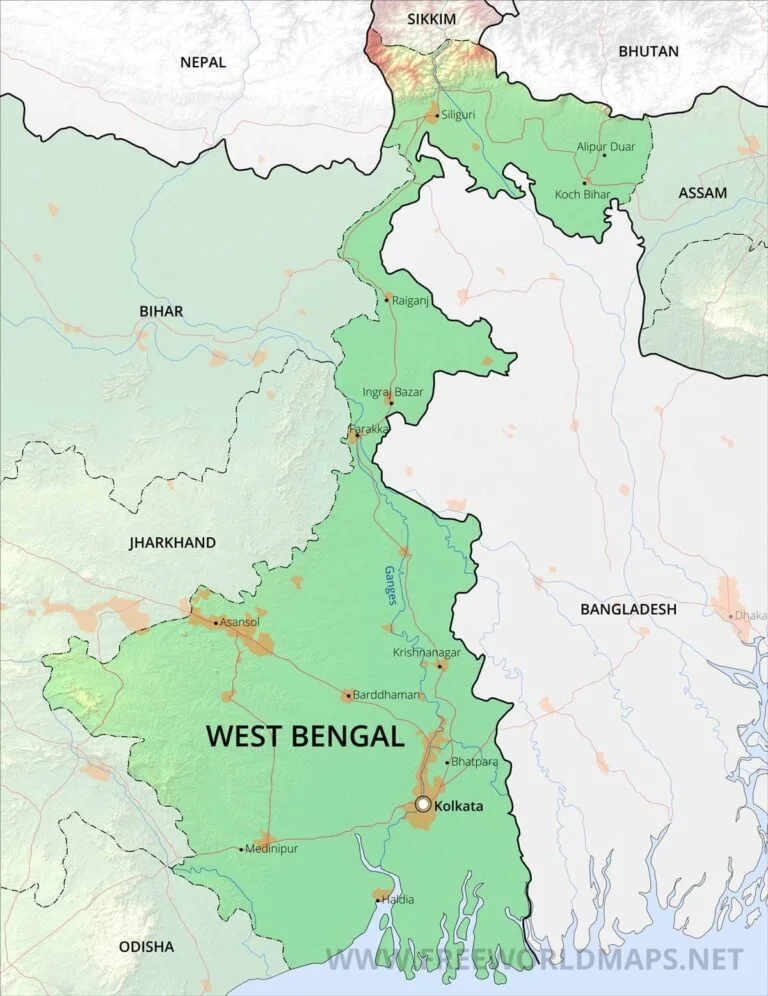 SIKKIM
NEPAL
BHUTAN
Siliguri
Alipur Duar
Koch Bihar
ASSAM
Raiganj
BIHAR
Ingraj Bazar
Farakka
JHARKHAND
Ganges
BANGLADESH
Dhaka
Asansol
Krishnanagar
Barddhaman
WEST BENGAL
Bhatpara
Kolkata
Medinipur
Haldia
ODISHA
WWW.FREEWORLDMAPS.NET